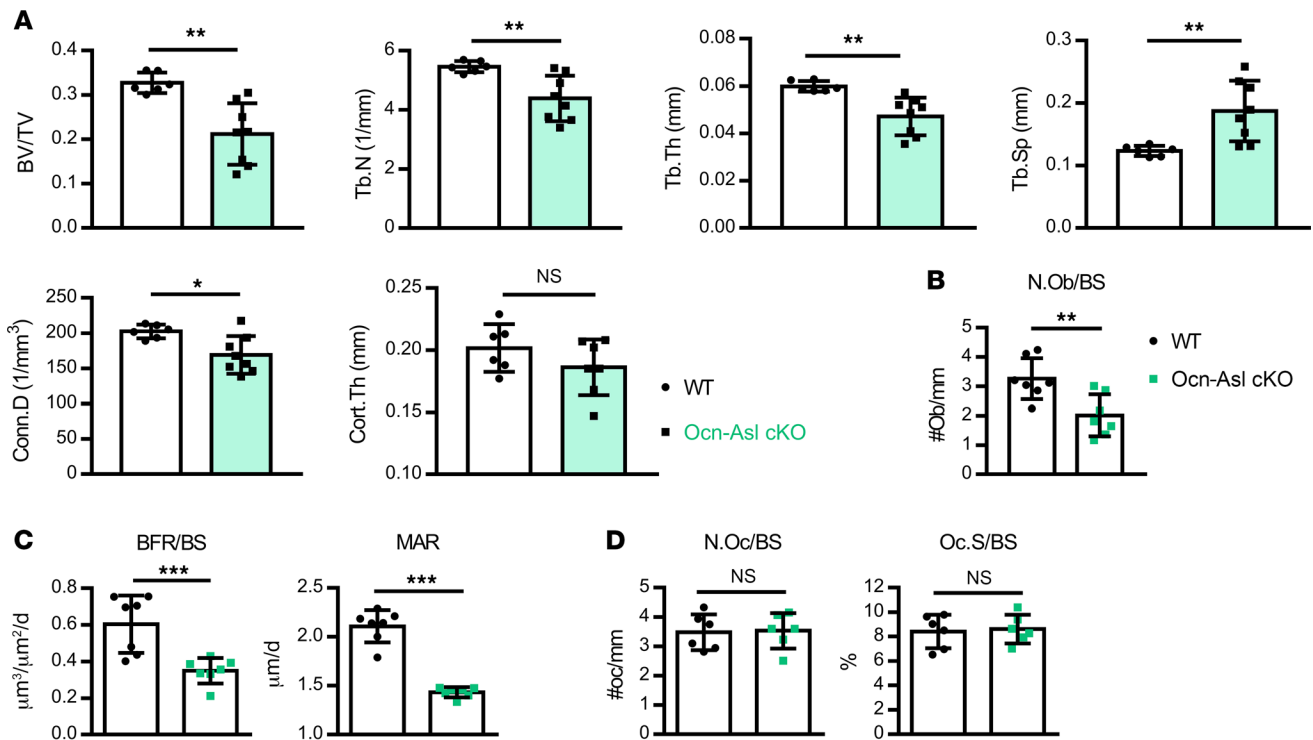 A
BV/TV
0.4
0.3
0.2
0.1
0.0
**
Tb.N (1/mm)
6
4
2
0
**
Tb.Th (mm)
0.08
0.06
0.04
0.02
0.00
**
Tb.Sp (mm)
0.3
0.2
0.1
0.0
**
Conn.D (1/mm³)
250
200
150
100
50
0
*
Cort.Th (mm)
0.25
0.20
0.15
0.10
NS
WT
Ocn-Asl cKO
B
N.Ob/BS
#Ob/mm
5
4
3
2
1
0
**
WT
Ocn-Asl cKO
C
BFR/BS
µm³/µm²/d
0.8
0.6
0.4
0.2
0.0
***
MAR
µm/d
2.5
2.0
1.5
1.0
***
D
N.Oc/BS
#oc/mm
5
4
3
2
1
0
NS
Oc.S/BS
%
12
10
8
6
4
2
0
NS